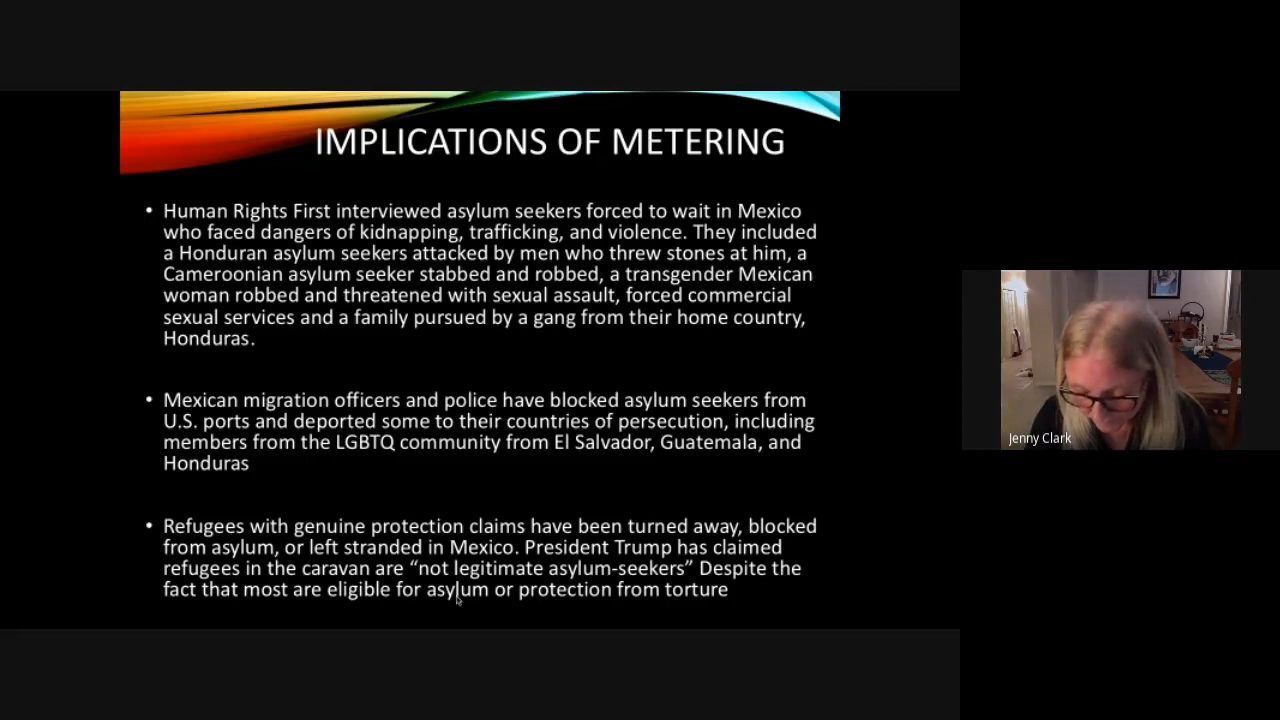 IMPLICATIONS OF METERING
• Human Rights First interviewed asylum seekers forced to wait in Mexico
who faced dangers of kidnapping, trafficking, and violence. They included
a Honduran asylum seekers attacked by men who threw stones at him, a
Cameroonian asylum seeker stabbed and robbed, a transgender Mexican
woman robbed and threatened with sexual assault, forced commercial
sexual services and a family pursued by a gang from their home country,
Honduras.
• Mexican migration officers and police have blocked asylum seekers from
U.S. ports and deported some to their countries of persecution, including
members from the LGBTQ community from El Salvador, Guatemala, and
Honduras
• Refugees with genuine protection claims have been turned away, blocked
from asylum, or left stranded in Mexico. President Trump has claimed
refugees in the caravan are “not legitimate asylum-seekers” Despite the
fact that most are eligible for asylum or protection from torture
Jenny Clark